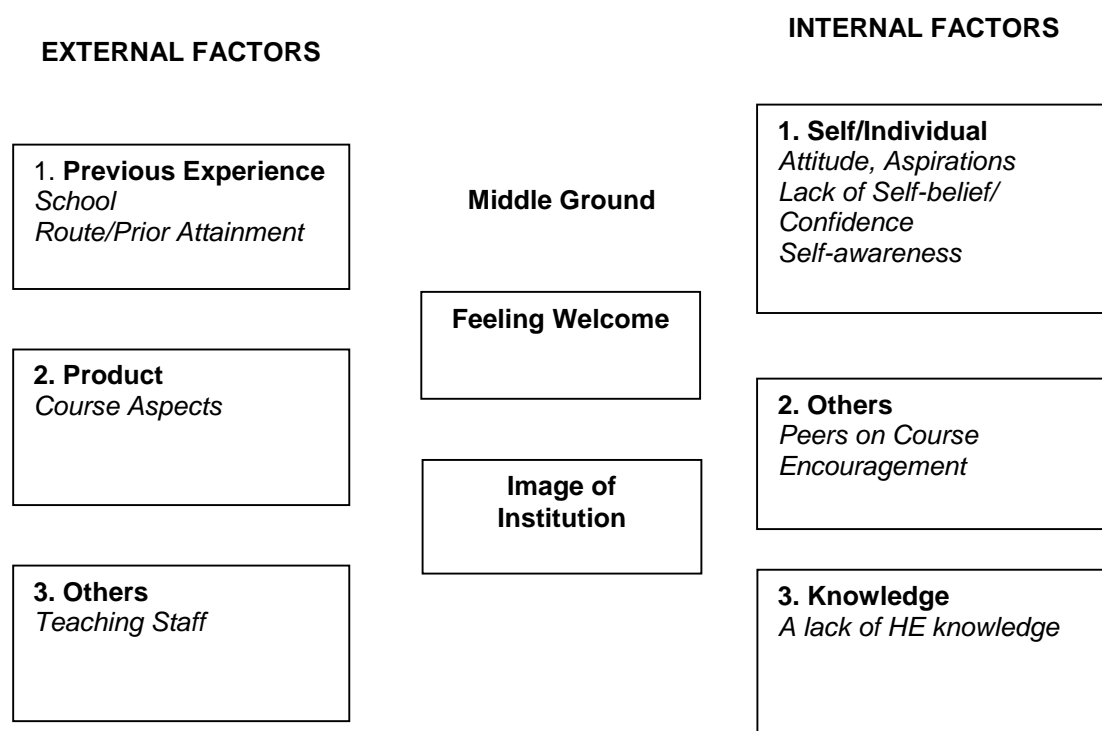 EXTERNAL FACTORS
1. Previous Experience
School
Route/Prior Attainment
2. Product
Course Aspects
3. Others
Teaching Staff
Middle Ground
Feeling Welcome
Image of
Institution
INTERNAL FACTORS
1. Self/Individual
Attitude, Aspirations
Lack of Self-belief/
Confidence
Self-awareness
2. Others
Peers on Course
Encouragement
3. Knowledge
A lack of HE knowledge